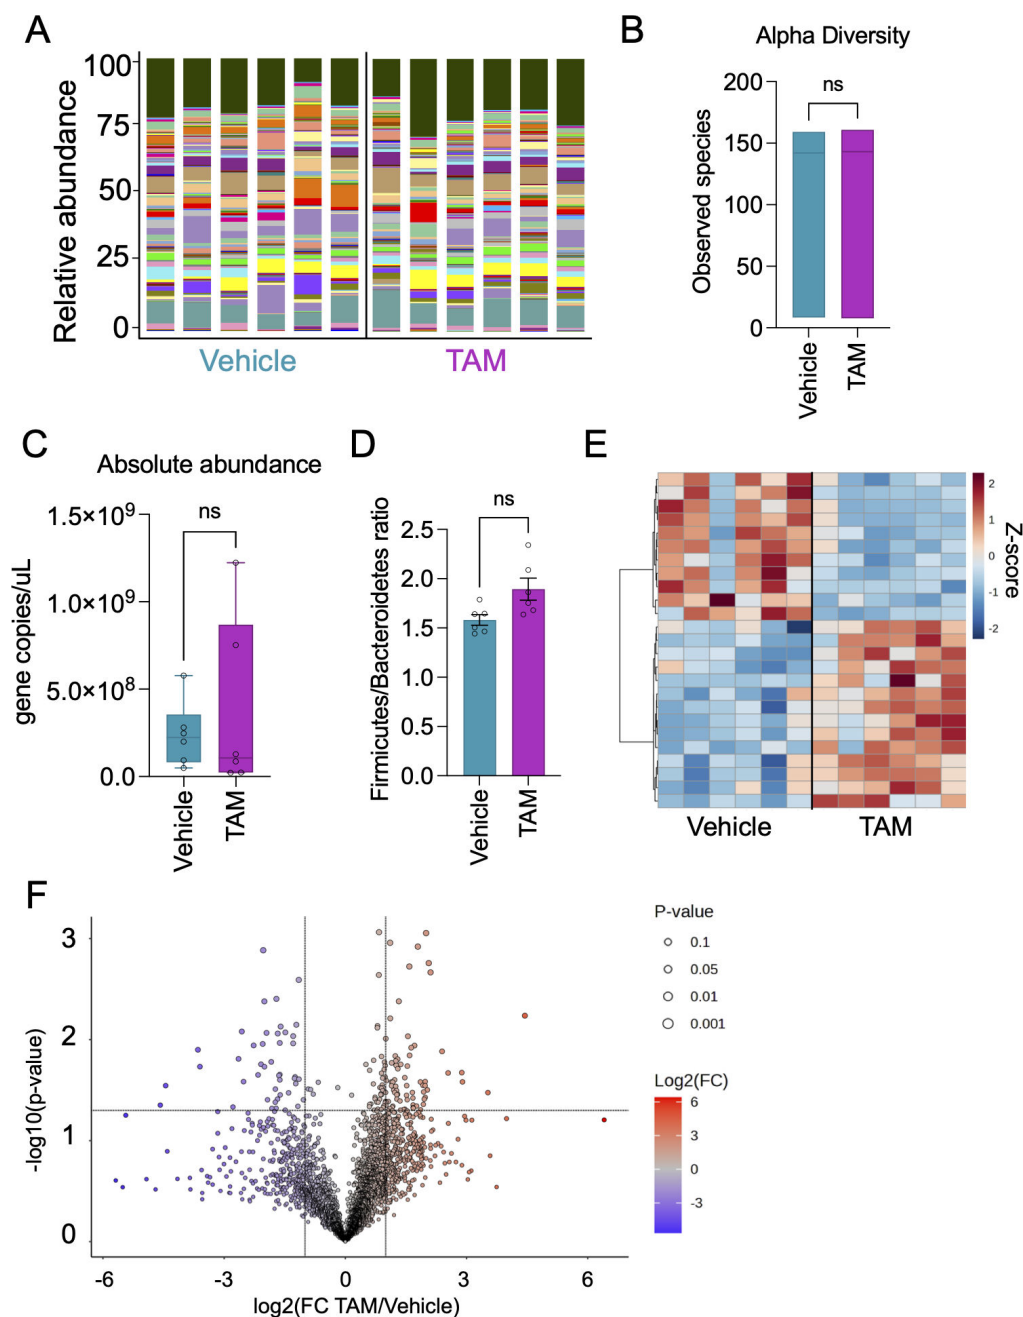 A
Relative abundance
100
75
50
25
0
Vehicle
TAM
B
Alpha Diversity
Observed species
200
150
100
50
0
ns
Vehicle
TAM
C
Absolute abundance
gene copies/uL
1.5×10⁹
1.0×10⁹
5.0×10⁸
0.0
ns
Vehicle
TAM
D
Firmicutes/Bacteroidetes ratio
2.5
2.0
1.5
1.0
0.5
0.0
ns
Vehicle
TAM
E
2
1
0
-1
-2
Z-score
Vehicle
TAM
F
-log10(p-value)
3
2
1
0
-6
-3
0
3
6
log2(FC TAM/Vehicle)
P-value
0.1
0.05
0.01
0.001
Log2(FC)
6
3
0
-3